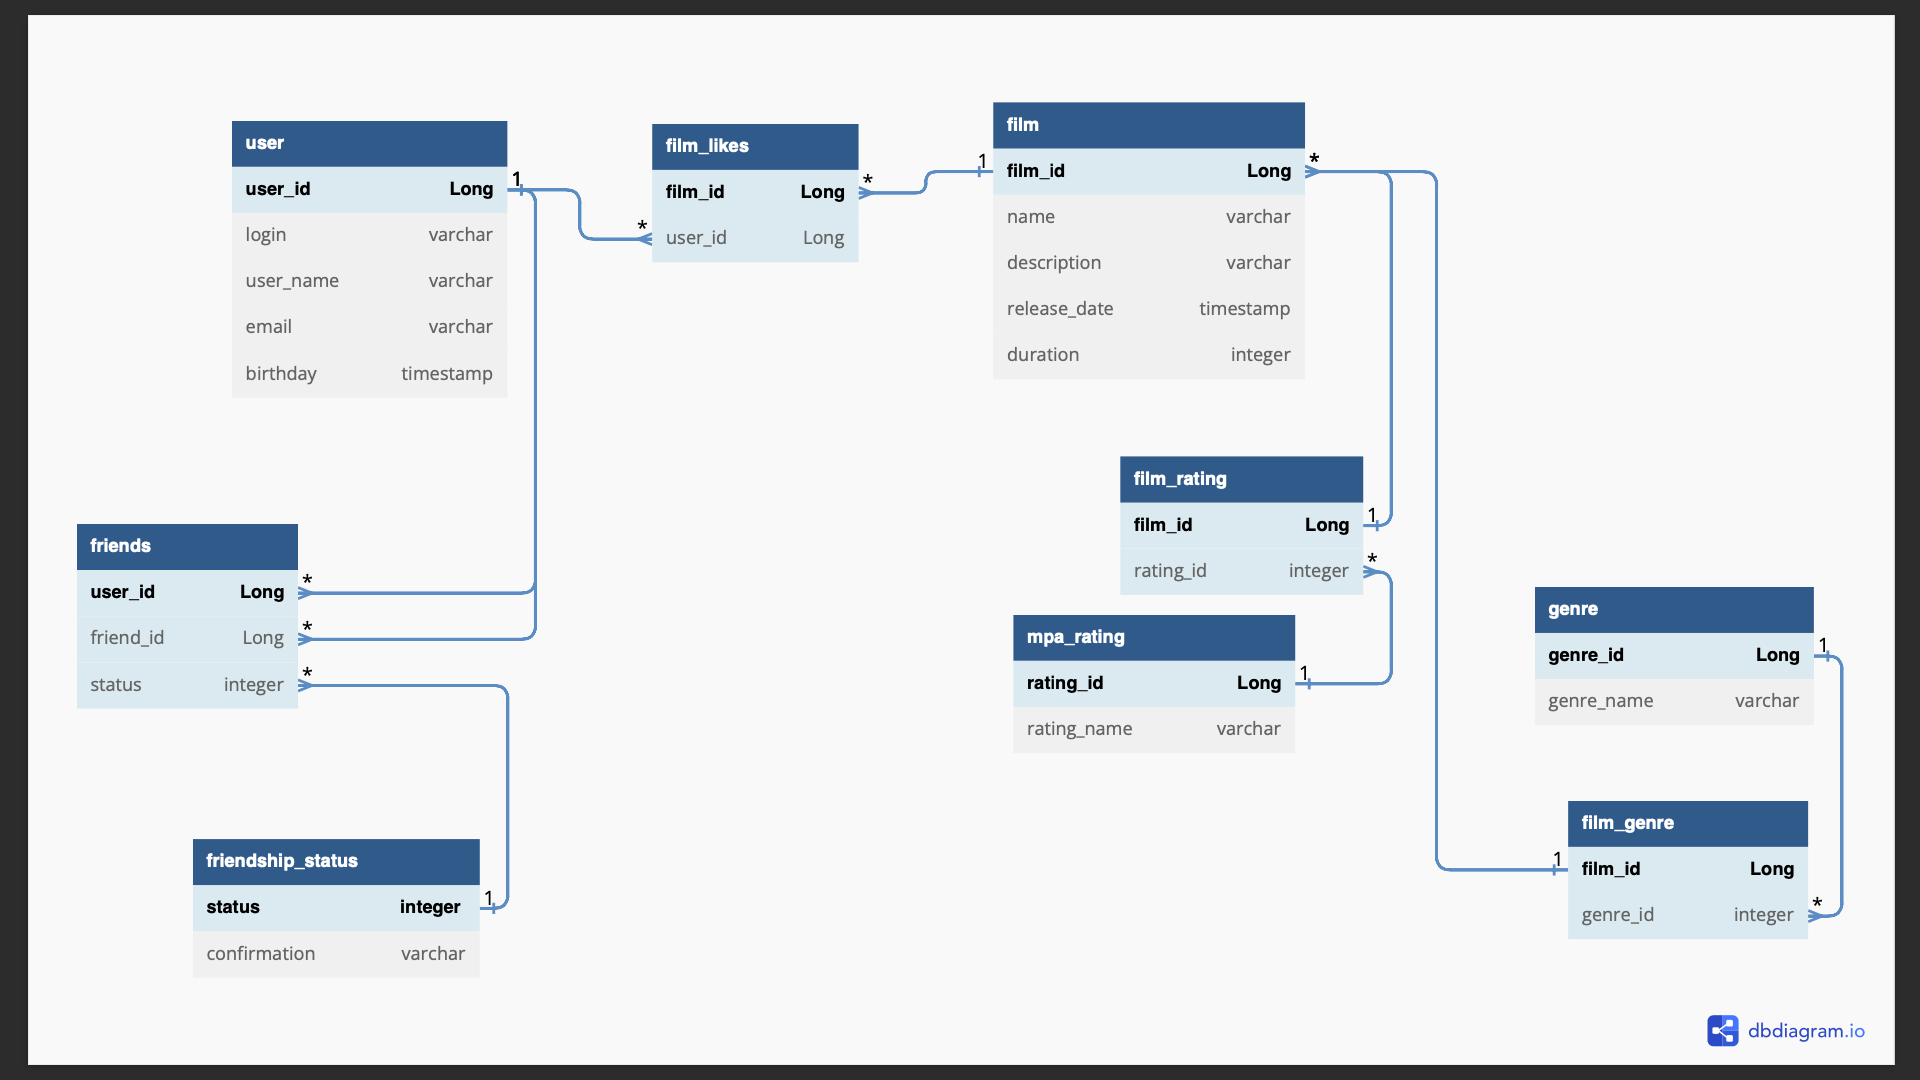 user
user_id Long
login varchar
user_name varchar
email varchar
birthday timestamp
1
*
film_likes
film_id Long
user_id Long
*
1
film
film_id Long
name varchar
description varchar
release_date timestamp
duration integer
*
film_rating
film_id Long
rating_id integer
1
*
mpa_rating
rating_id Long
rating_name varchar
1
friends
user_id Long
friend_id Long
status integer
*
*
*
friendship_status
status integer
confirmation varchar
1
genre
genre_id Long
genre_name varchar
1
1
film_genre
film_id Long
genre_id integer
*
dbdiagram.io